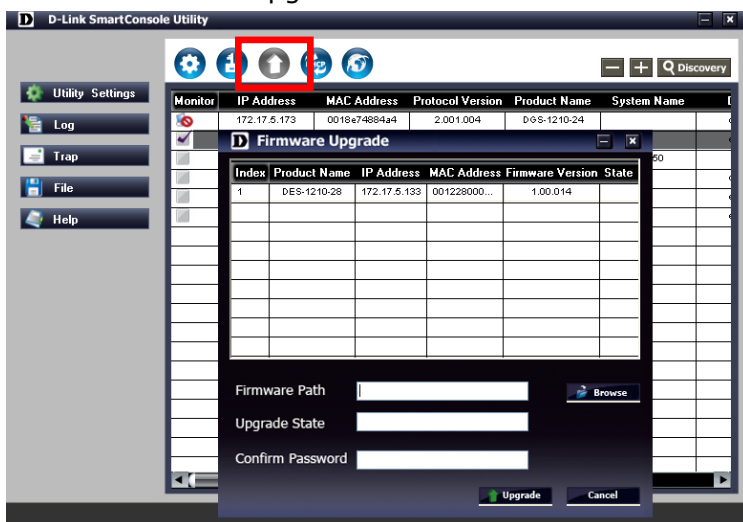 D-Link SmartConsole Utility
Discovery
Utility Settings
Log
Trap
File
Help
Monitor IP Address MAC Address Protocol Version Product Name System Name
172.17.5.173 0018e74884a4 2.001.004 DGS-1210-24
50
Firmware Upgrade
Index Product Name IP Address MAC Address Firmware Version State
1 DES-1210-28 172.17.5.133 001228000... 1.00.014
Firmware Path
Browse
Upgrade State
Confirm Password
Upgrade Cancel